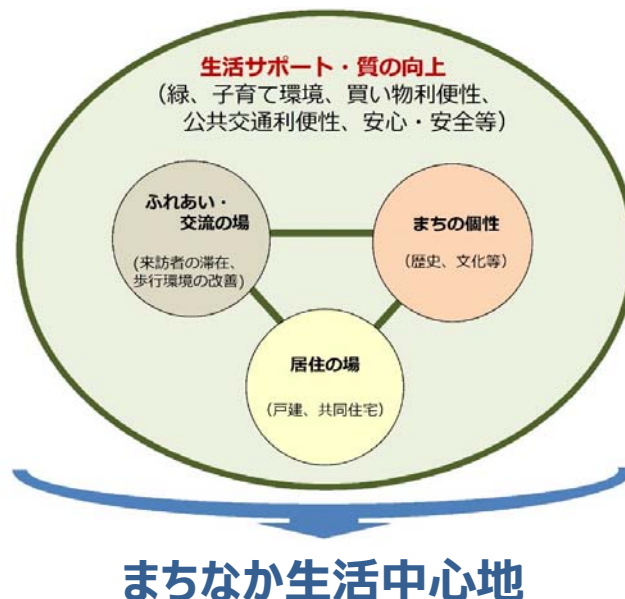 生活サポート・質の向上
（緑、子育て環境、買い物利便性、
公共交通利便性、安心・安全等）
ふれあい・
交流の場
(来訪者の滞在、
歩行環境の改善)
まちの個性
（歴史、文化等）
居住の場
（戸建、共同住宅）
まちなか生活中心地